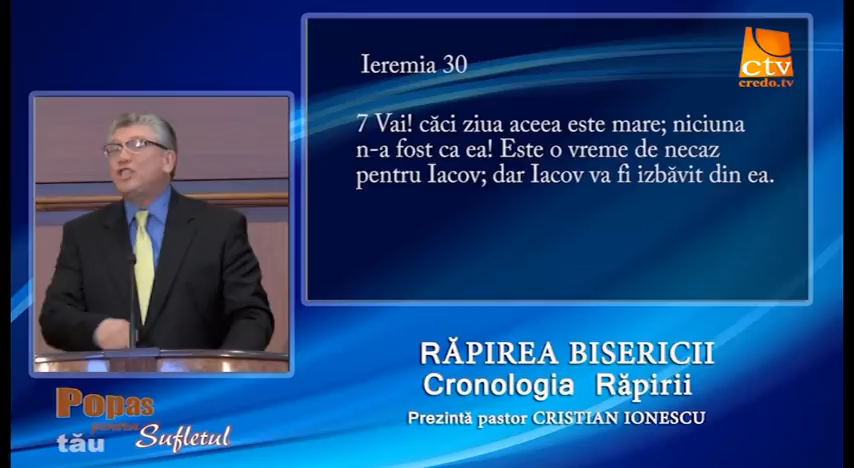 Ieremia 30
7 Vai! căci ziua aceea este mare; niciuna
n-a fost ca ea! Este o vreme de necaz
pentru Iacov; dar Iacov va fi izbăvit din ea.
ctv
credo.tv
RĂPIREA BISERICII
Cronologia Răpirii
Prezintă pastor CRISTIAN IONESCU
Popas
pentru
tău Sufletul